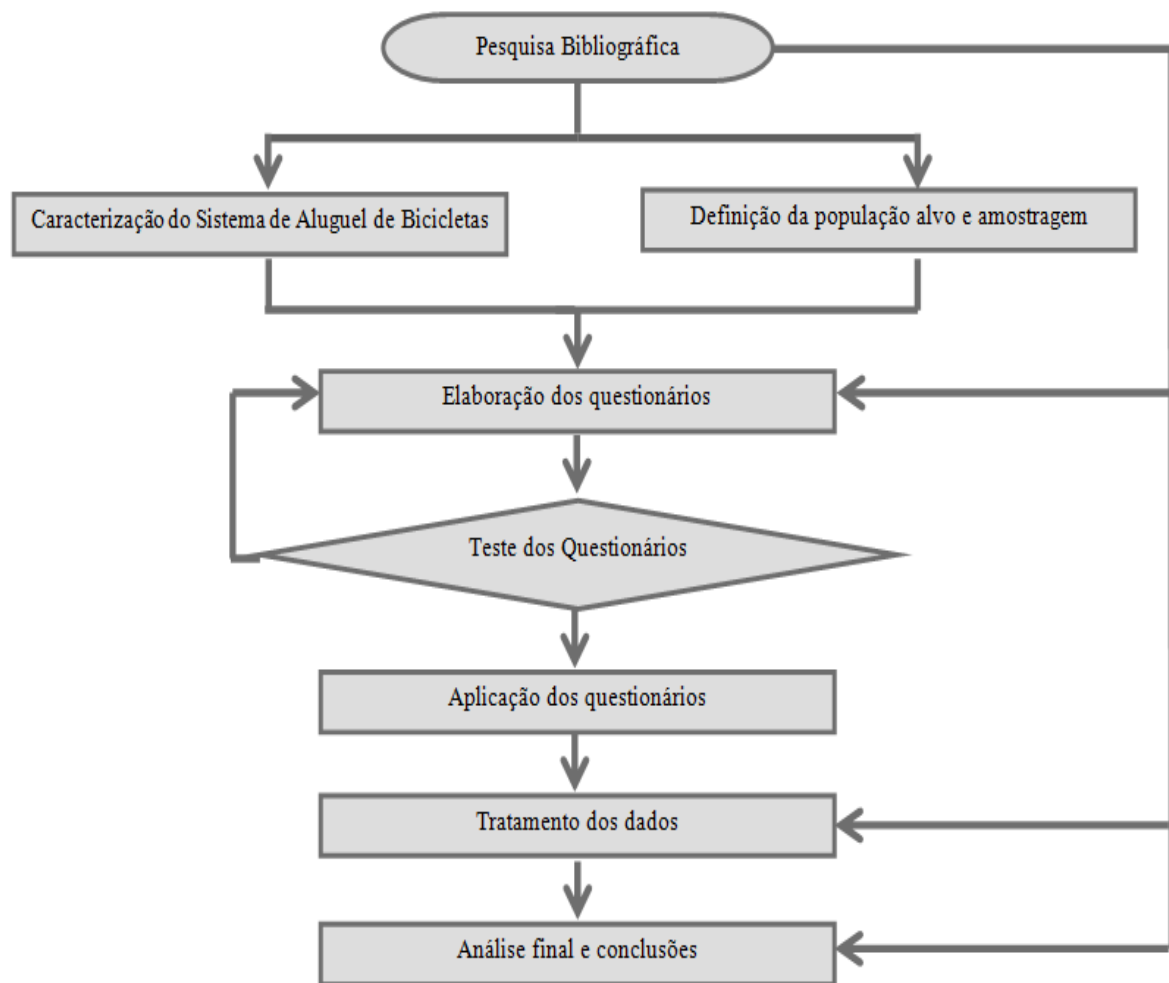 Pesquisa Bibliográfica
Caracterização do Sistema de Aluguel de Bicicletas
Definição da população alvo e amostragem
Elaboração dos questionários
Teste dos Questionários
Aplicação dos questionários
Tratamento dos dados
Análise final e conclusões